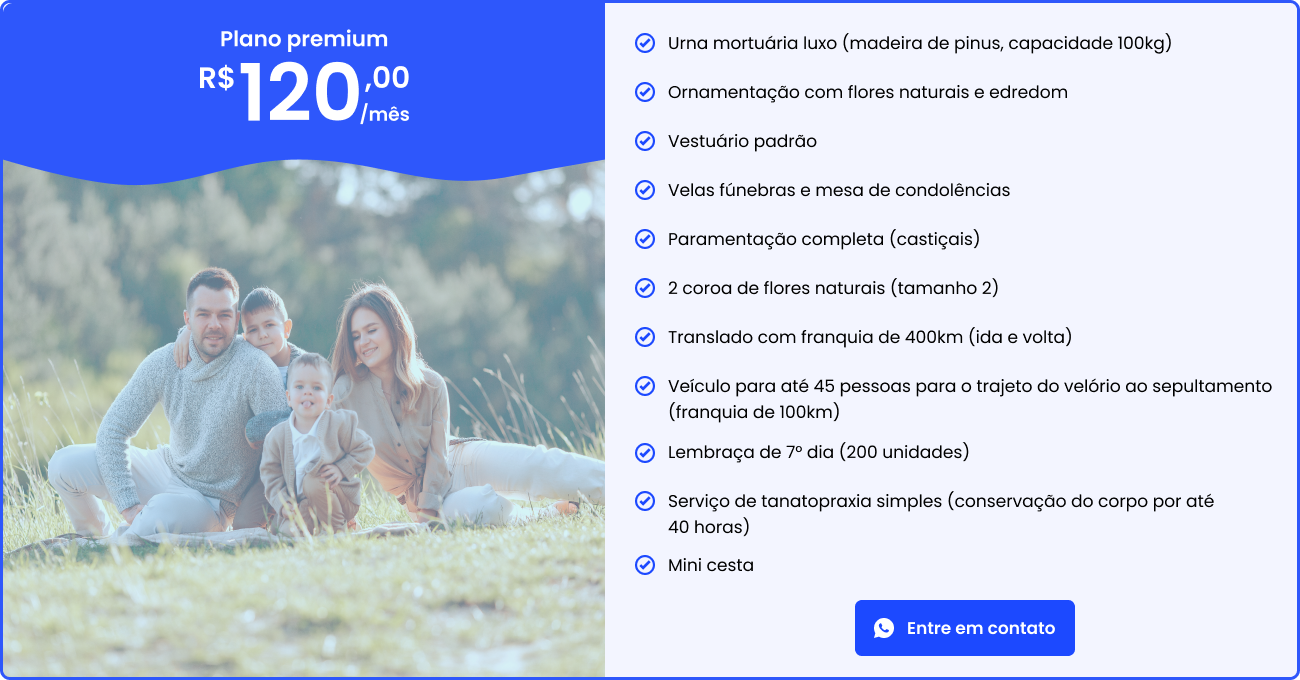 Plano premium
R$120,00
/mês
Urna mortuária luxo (madeira de pinus, capacidade 100kg)
Ornamentação com flores naturais e edredom
Vestuário padrão
Velas fúnebras e mesa de condolências
Paramentação completa (castiçais)
2 coroa de flores naturais (tamanho 2)
Translado com franquia de 400km (ida e volta)
Veículo para até 45 pessoas para o trajeto do velório ao sepultamento
(franquia de 100km)
Lembraça de 7º dia (200 unidades)
Serviço de tanatopraxia simples (conservação do corpo por até
40 horas)
Mini cesta
Entre em contato